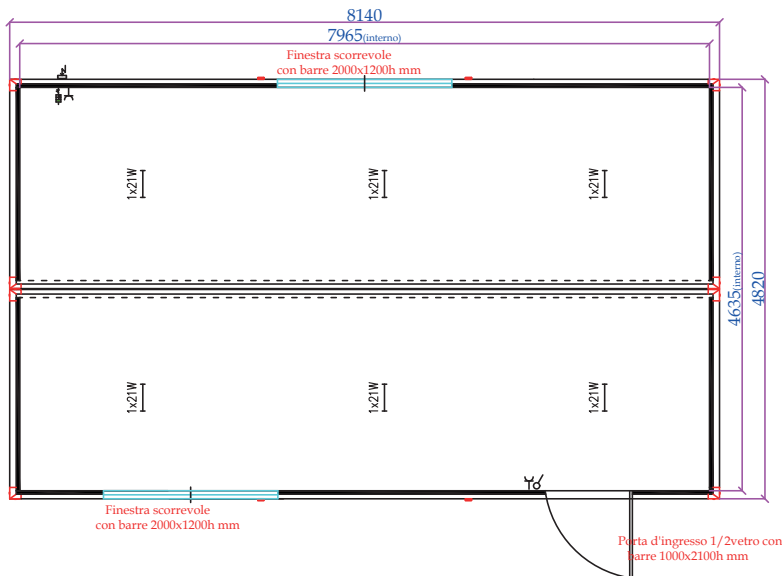 8140
7965(interno)
Finestra scorrevole
con barre 2000x1200h mm
1x21W
1x21W
1x21W
4635(interno)
4820
1x21W
1x21W
1x21W
Finestra scorrevole
con barre 2000x1200h mm
Porta d'ingresso 1/2vetro con
barre 1000x2100h mm